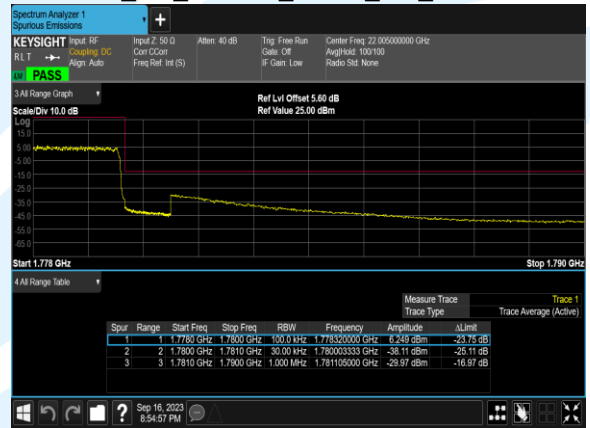 Spectrum Analyzer 1
Spurious Emissions
KEYSIGHT Input: RF Input Z: 50 Ω Atten: 40 dB Trig: Free Run Center Freq: 22.005000000 GHz
RLT Coupling: DC Corr CCorr Gate: Off Avg|Hold: 100/100
Align: Auto Freq Ref: Int (S) IF Gain: Low Radio Std: None
PASS
3 All Range Graph
Ref Lvl Offset 5.60 dB
Scale/Div 10.0 dB Ref Value 25.00 dBm
Log
15.0
5.00
-5.00
-15.0
-25.0
-35.0
-45.0
-55.0
-65.0
Start 1.778 GHz Stop 1.790 GHz
4 All Range Table
Measure Trace Trace 1
Trace Type Trace Average (Active)
Spur Range Start Freq Stop Freq RBW Frequency Amplitude ΔLimit
1 1 1.7780 GHz 1.7800 GHz 100.0 kHz 1.778320000 GHz 6.249 dBm -23.75 dB
2 2 1.7800 GHz 1.7810 GHz 30.00 kHz 1.780003333 GHz -38.11 dBm -25.11 dB
3 3 1.7810 GHz 1.7900 GHz 1.000 MHz 1.781105000 GHz -29.97 dBm -16.97 dB
Sep 16, 2023
8:54:57 PM